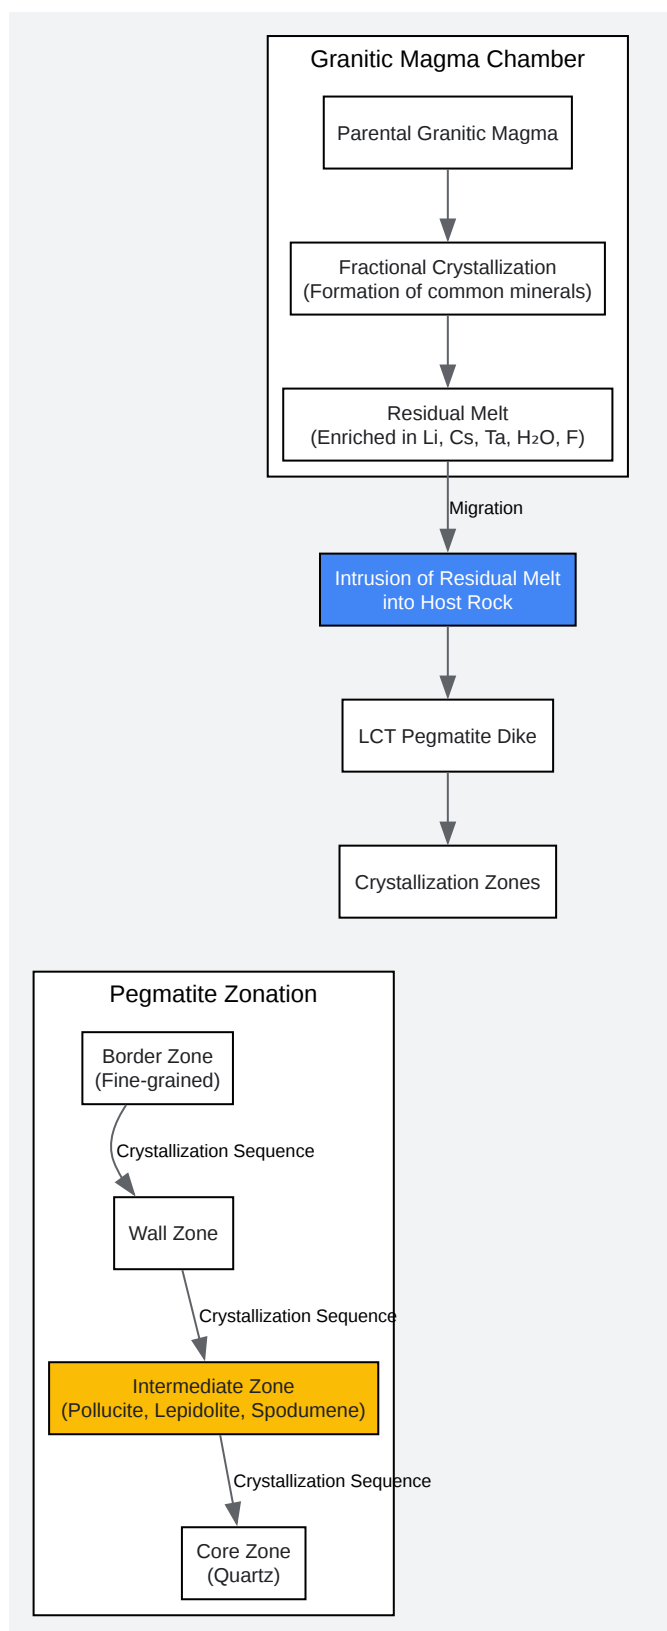 Granitic Magma Chamber
Parental Granitic Magma
Fractional Crystallization
(Formation of common minerals)
Residual Melt
(Enriched in Li, Cs, Ta, H₂O, F)
Migration
Intrusion of Residual Melt
into Host Rock
LCT Pegmatite Dike
Crystallization Zones
Pegmatite Zonation
Border Zone
(Fine-grained)
Crystallization Sequence
Wall Zone
Crystallization Sequence
Intermediate Zone
(Pollucite, Lepidolite, Spodumene)
Crystallization Sequence
Core Zone
(Quartz)